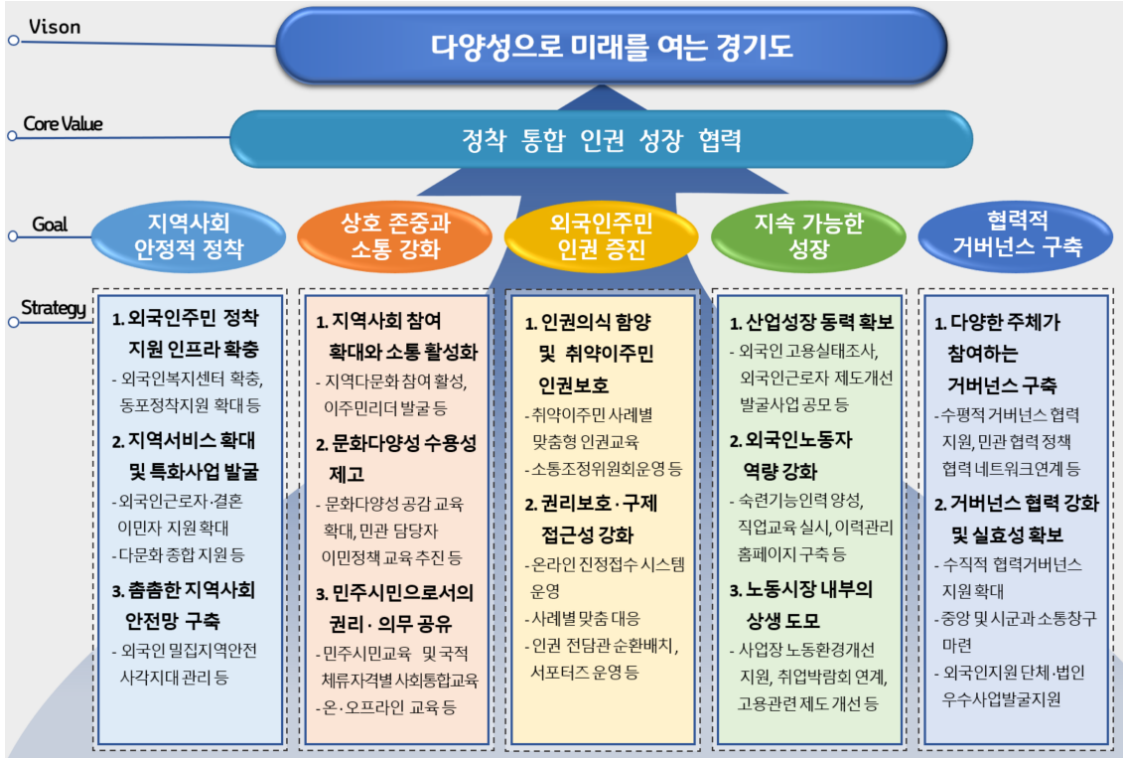 Vison
다양성으로 미래를 여는 경기도
Core Value
정착 통합 인권 성장 협력
Goal
지역사회
안정적 정착
상호 존중과
소통 강화
외국인주민
인권 증진
지속 가능한
성장
협력적
거버넌스 구축
Strategy
1. 외국인주민 정착
지원 인프라 확충
- 외국인복지센터 확충,
동포정착지원 확대 등
2. 지역서비스 확대
및 특화사업 발굴
- 외국인근로자·결혼
이민자 지원 확대
- 다문화 종합 지원 등
3. 촘촘한 지역사회
안전망 구축
- 외국인 밀집지역안전
사각지대 관리 등
1. 지역사회 참여
확대와 소통 활성화
- 지역다문화 참여 활성,
이주민리더 발굴 등
2. 문화다양성 수용성
제고
- 문화다양성 공감 교육
확대, 민관 담당자
이민정책 교육 추진 등
3. 민주시민으로서의
권리· 의무 공유
- 민주시민교육 및 국적
체류자격별 사회통합교육
- 온·오프라인 교육 등
1. 인권의식 함양
및 취약이주민
인권보호
- 취약이주민 사례별
맞춤형 인권교육
- 소통조정위원회운영 등
2. 권리보호·구제
접근성 강화
- 온라인 진정접수 시스템
운영
- 사례별 맞춤 대응
- 인권 전담관 순환배치,
서포터즈 운영 등
1. 산업성장 동력 확보
- 외국인 고용실태조사,
외국인근로자 제도개선
발굴사업 공모 등
2. 외국인노동자
역량 강화
- 숙련기능인력 양성,
직업교육 실시, 이력관리
홈페이지 구축 등
3. 노동시장 내부의
상생 도모
- 사업장 노동환경개선
지원, 취업박람회 연계,
고용관련 제도 개선 등
1. 다양한 주체가
참여하는
거버넌스 구축
- 수평적 거버넌스 협력
지원, 민관 협력 정책
협력 네트워크연계 등
2. 거버넌스 협력 강화
및 실효성 확보
- 수직적 협력거버넌스
지원 확대
- 중앙 및 시군과 소통창구
마련
- 외국인지원 단체·법인
우수사업발굴지원